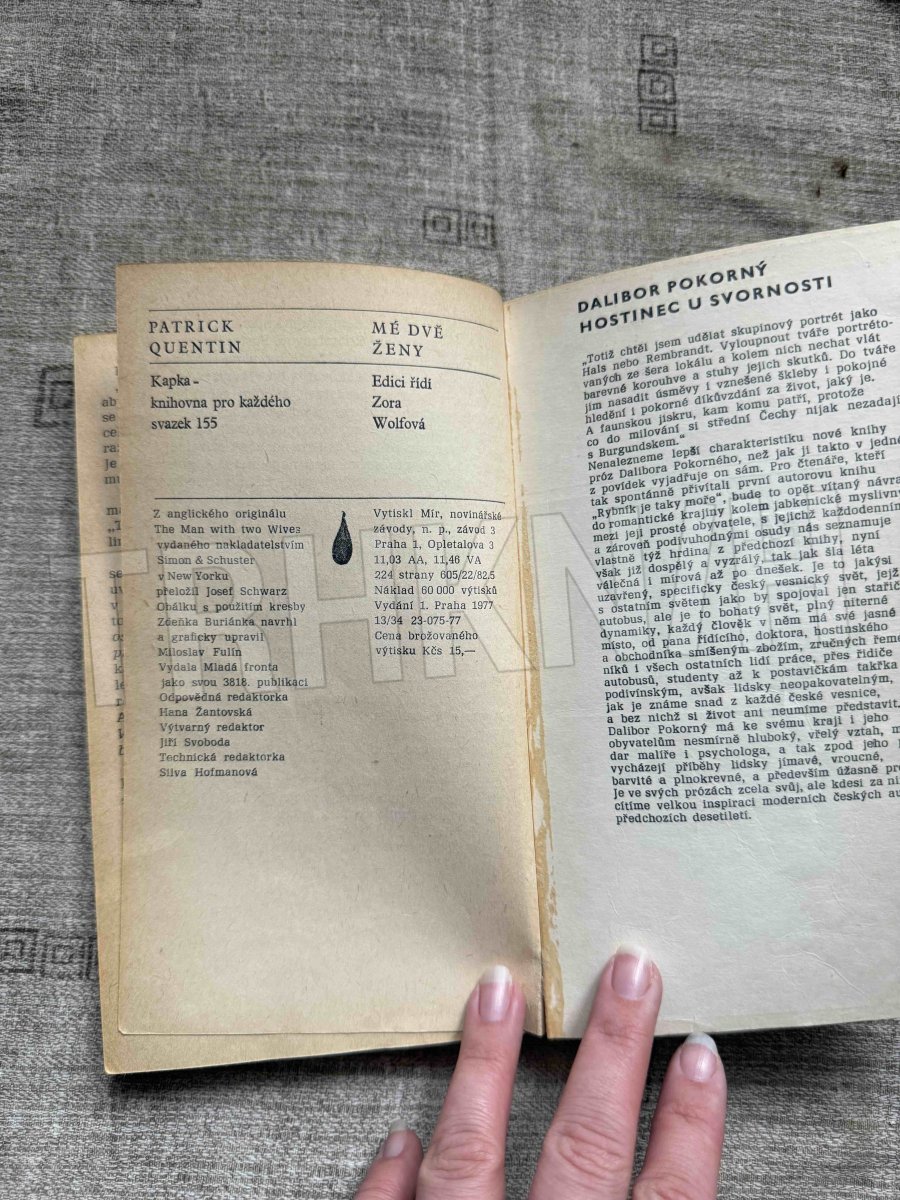 PATRICK
QUENTIN
MÉ DVĚ
ŽENY
Kapka –
knihovna pro každého
svazek 155
Edici řídí
Zora
Wolfová
Z anglického originálu
The Man with two Wives
vydaného nakladatelstvím
Simon & Schuster
v New Yorku
přeložil Josef Schwarz
Obálku s použitím kresby
Zdeňka Buriánka navrhl
a graficky upravil
Miloslav Fulín
Vydala Mladá fronta
jako svou 3818. publikaci
Odpovědná redaktorka
Hana Žantovská
Výtvarný redaktor
Jiří Svoboda
Technická redaktorka
Silva Hofmanová
Vytiskl Mír, novinářské
závody, n. p., závod 3
Praha 1, Opletalova 3
11,03 AA, 11,46 VA
224 strany 605/22/82.5
Náklad 60 000 výtisků
Vydání 1. Praha 1977
13/34 23-075-77
Cena brožovaného
výtisku Kčs 15,—
DALIBOR POKORNÝ
HOSTINEC U SVORNOSTI
„Totiž chtěl jsem udělat skupinový portrét jako
Hals nebo Rembrandt. Vyloupnout tváře portréto-
vaných ze šera lokálu a kolem nich nechat vlát
barevné korouhve a stuhy jejich skutků. Do tváře
jim nasadit úsměvy i vznešené škleby i pokojné
hledění i pokorné díkůvzdání za život, jaký je.
A faunskou jiskru, kam komu patří, protože
co do milování si střední Čechy nijak nezadají
s Burgundskem.“
Nenalezneme lepší charakteristiku nové knihy
próz Dalibora Pokorného, než jak ji takto v jedné
z povídek vyjadřuje on sám. Pro čtenáře, kteří
tak spontánně přivítali první autorovu knihu
„Rybník je taky moře“, bude to opět vítaný návra
do romantické krajiny kolem jabkenické myslivny
mezi její prosté obyvatele, s jejichž každodenním
a zároveň podivuhodnými osudy nás seznamuje
vlastně týž hrdina z předchozí knihy, nyní
však již dospělý a vyzrálý, tak jak šla léta
válečná i mírová až po dnešek. Je to jakýsi
uzavřený, specificky český vesnický svět, jejž
s ostatním světem jako by spojoval jen staříč
autobus, ale je to bohatý svět, plný niterné
dynamiky, každý člověk v něm má své jasné
místo, od pana řídícího, doktora, hostinského
a obchodníka smíšeným zbožím, zručných řeme
níků i všech ostatních lidí práce, přes řidiče
autobusů, studenty až k postavičkám takřka
podivínským, avšak lidsky neopakovatelným,
jak je známe snad z každé české vesnice,
a bez nichž si život ani neumíme představit.
Dalibor Pokorný má ke svému kraji i jeho
obyvatelům nesmírně hluboký, vřelý vztah, m
dar malíře i psychologa, a tak zpod jeho
vycházejí příběhy lidsky jímavé, vroucné,
barvité a plnokrevné, a především úžasně pro
Je ve svých prózách zcela svůj, ale kdesi za ni
cítíme velkou inspiraci moderních českých au
předchozích desetiletí.